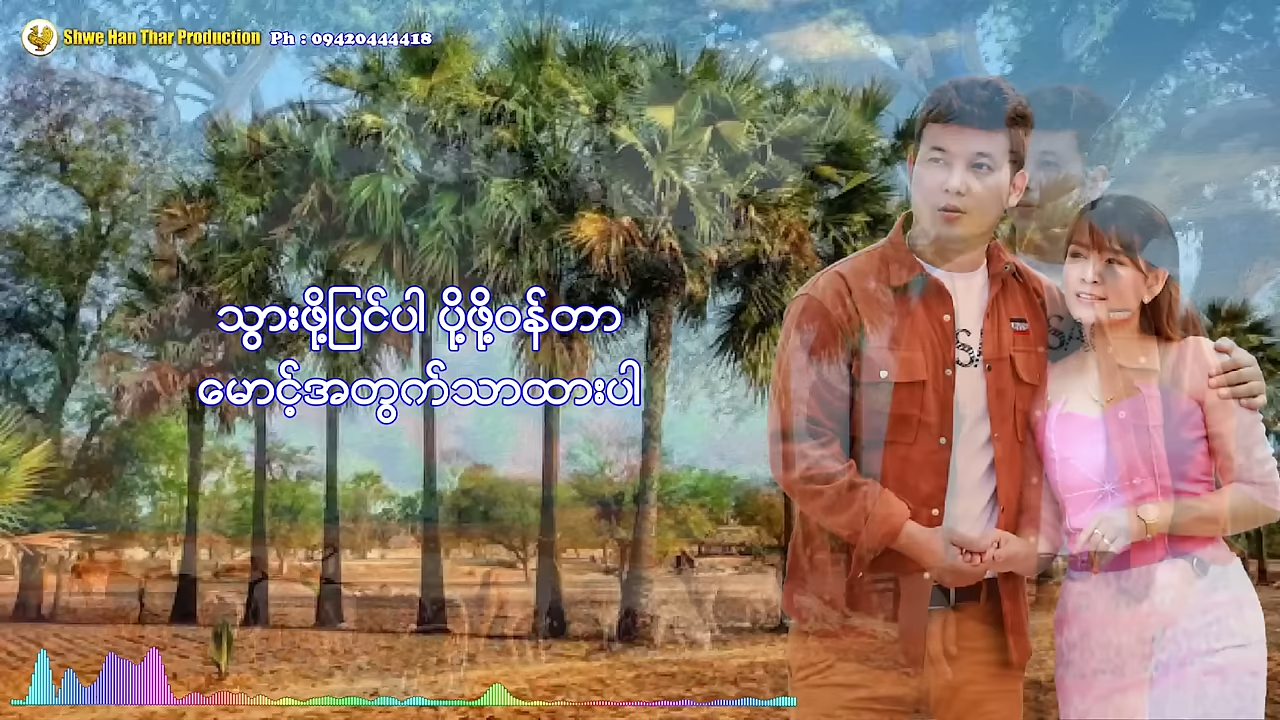 Shwe Han Thar Production Ph : 09420444418
သွားဖို့ပြင်ပါ ပို့ဖို့ဝန်တာ
မောင့်အတွက်သာထားပါ